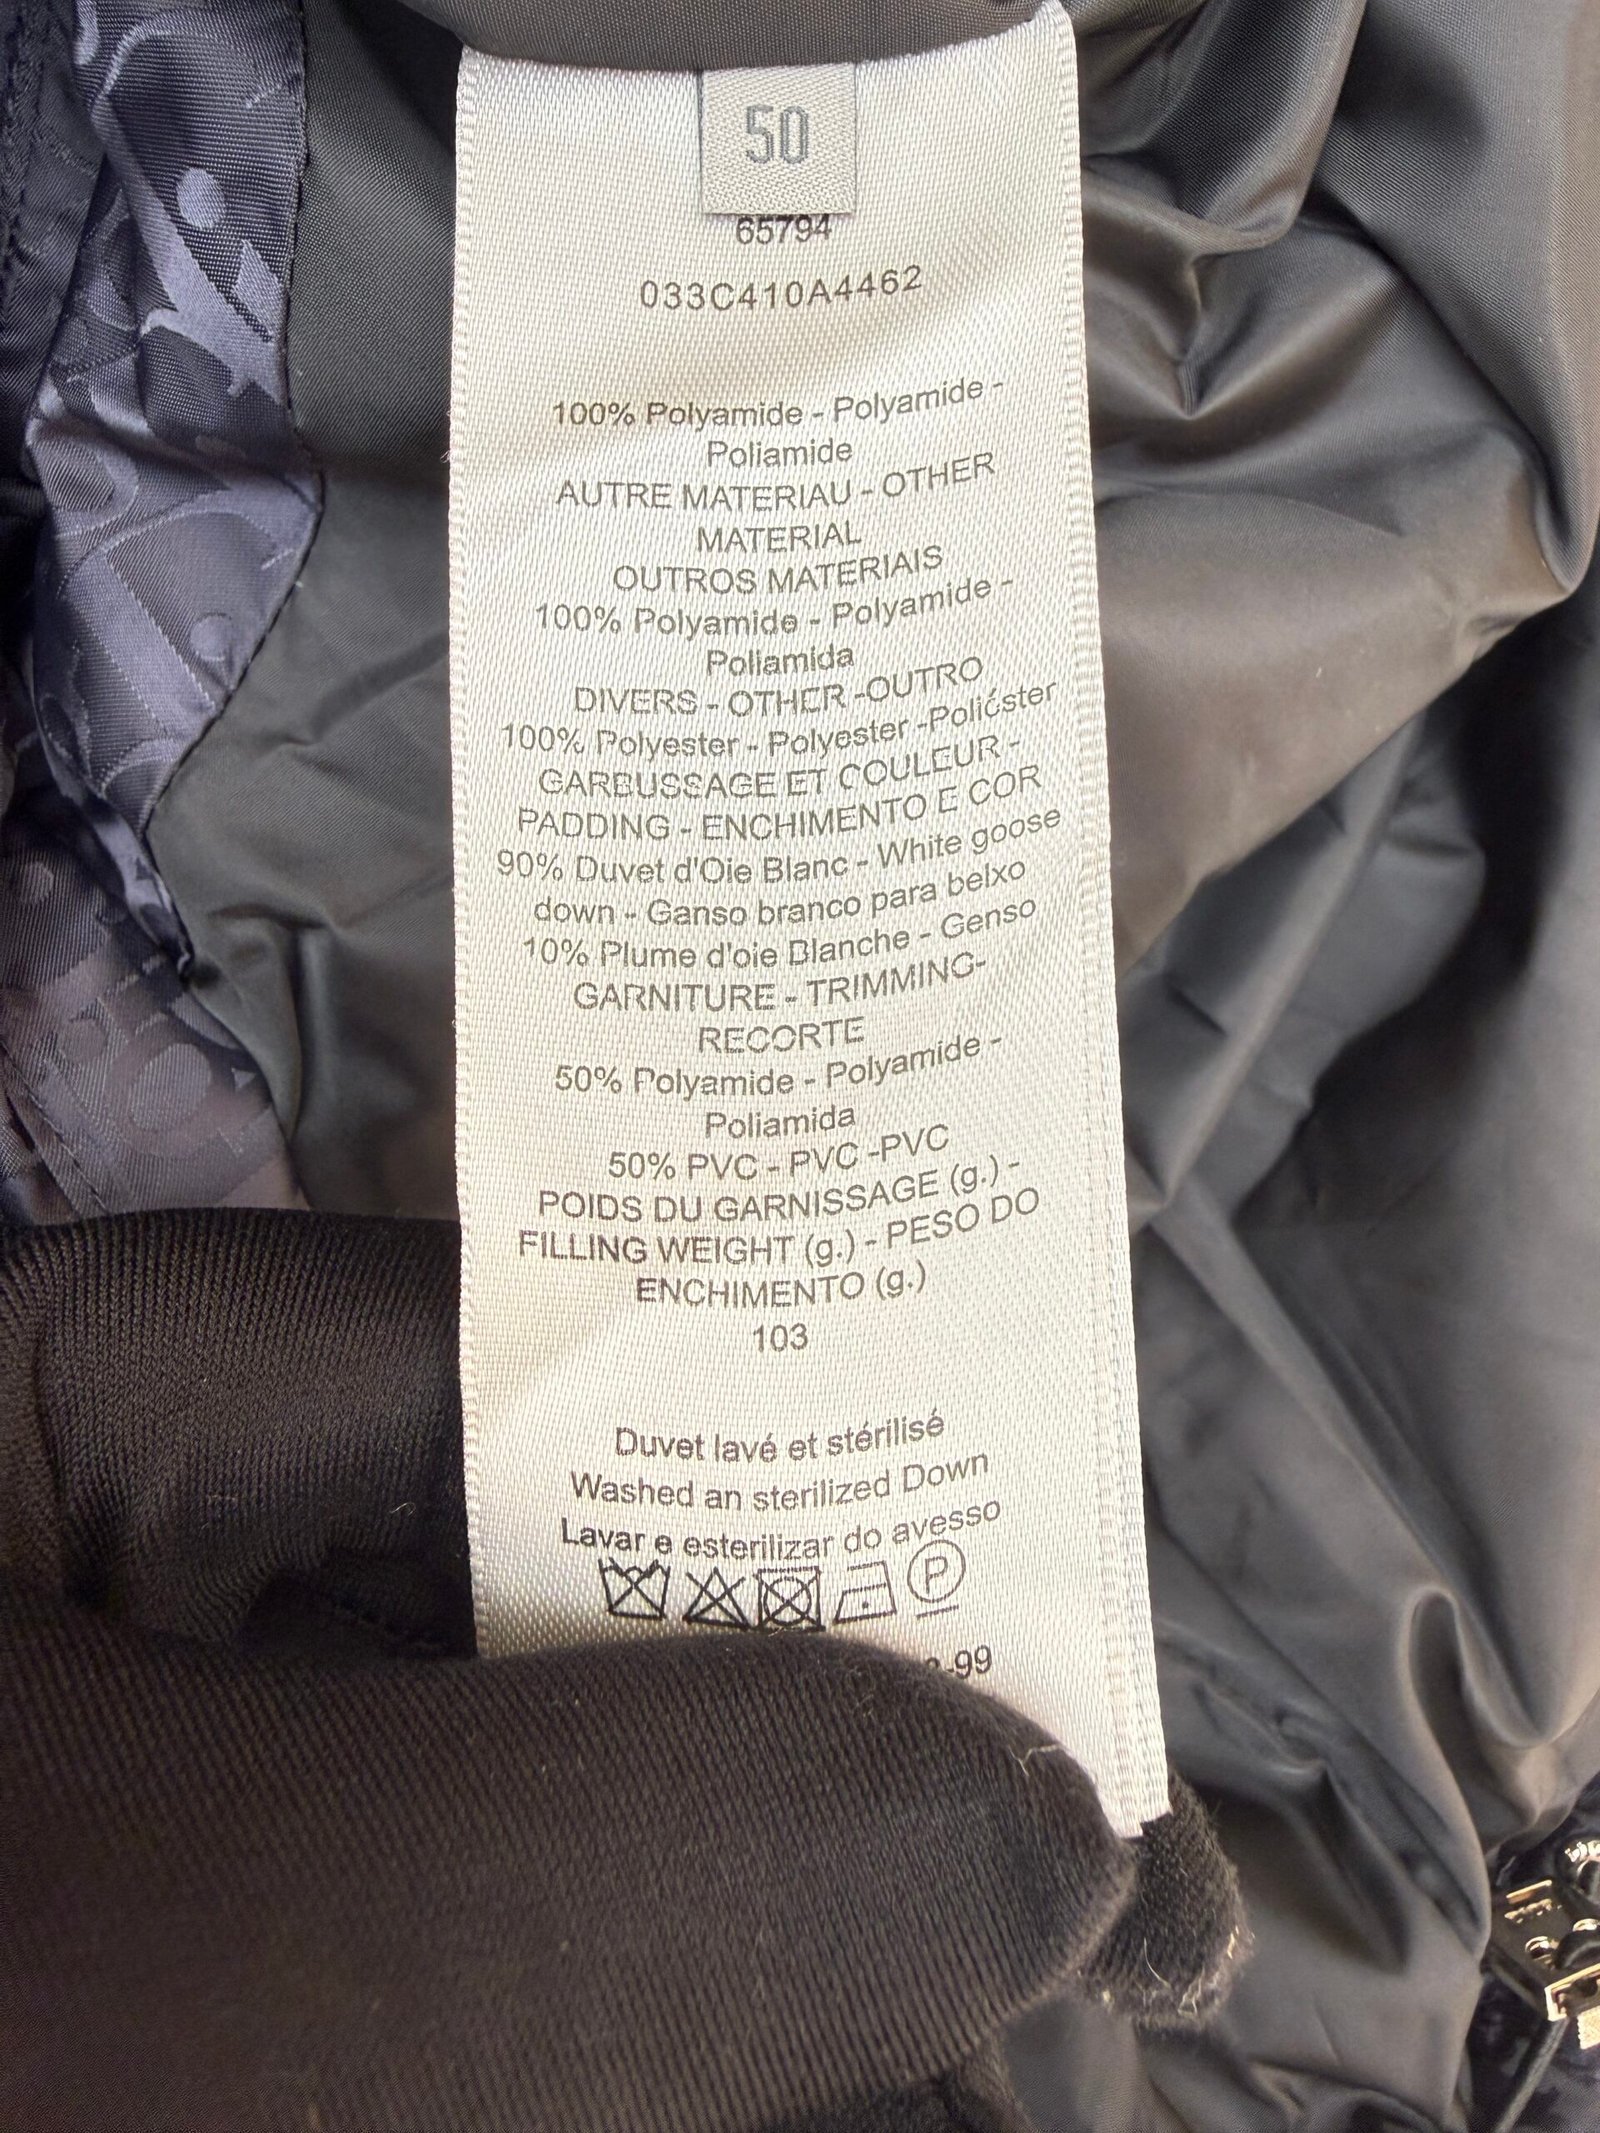 50
65794
033C410A4462
100% Polyamide - Polyamide -
Poliamide
AUTRE MATERIAU - OTHER
MATERIAL
OUTROS MATERIAIS
100% Polyamide - Polyamide -
Poliamida
DIVERS - OTHER -OUTRO
100% Polyester - Polyester -Poliéster
GARBUSSAGE ET COULEUR -
PADDING - ENCHIMENTO E COR
90% Duvet d'Oie Blanc - White goose
down - Ganso branco para belxo
10% Plume d'oie Blanche - Genso
GARNITURE - TRIMMING-
RECORTE
50% Polyamide - Polyamide -
Poliamida
50% PVC - PVC -PVC
POIDS DU GARNISSAGE (g.) -
FILLING WEIGHT (g.) - PESO DO
ENCHIMENTO (g.)
103
Duvet lavé et stérilisé
Washed an sterilized Down
Lavar e esterilizar do avesso
P
-99